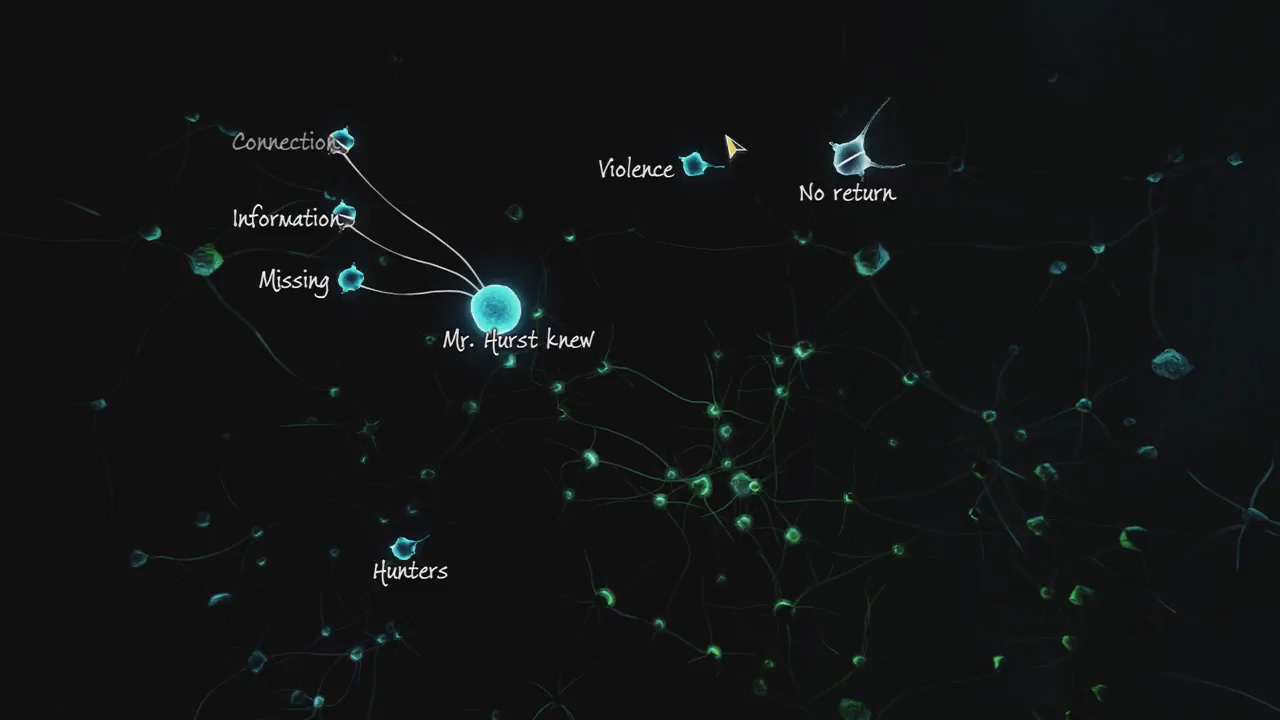 Connection
Violence
No return
Information
Missing
Mr. Hurst knew
Hunters